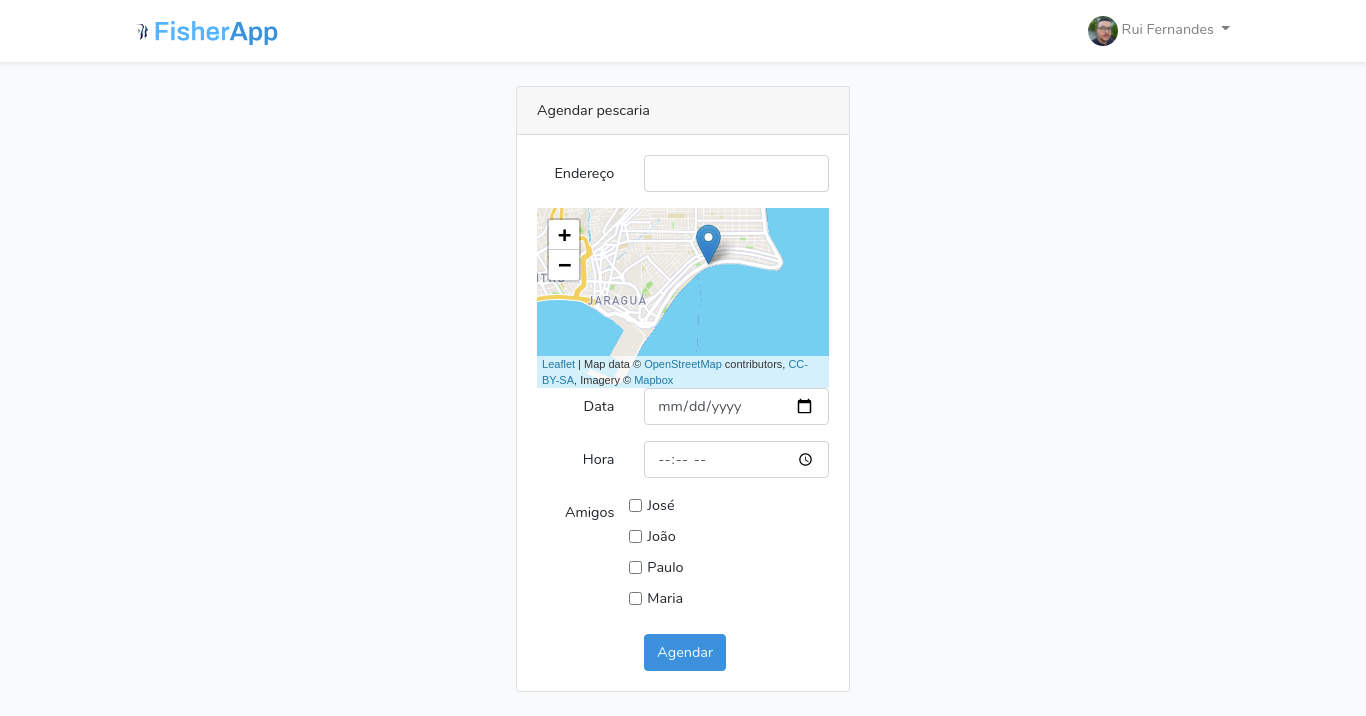 FisherApp
Rui Fernandes
Agendar pescaria
Endereço
+
−
JARAGUÁ
Leaflet | Map data © OpenStreetMap contributors, CC-
BY-SA, Imagery © Mapbox
Data mm/dd/yyyy
Hora --:-- --
Amigos
José
João
Paulo
Maria
Agendar